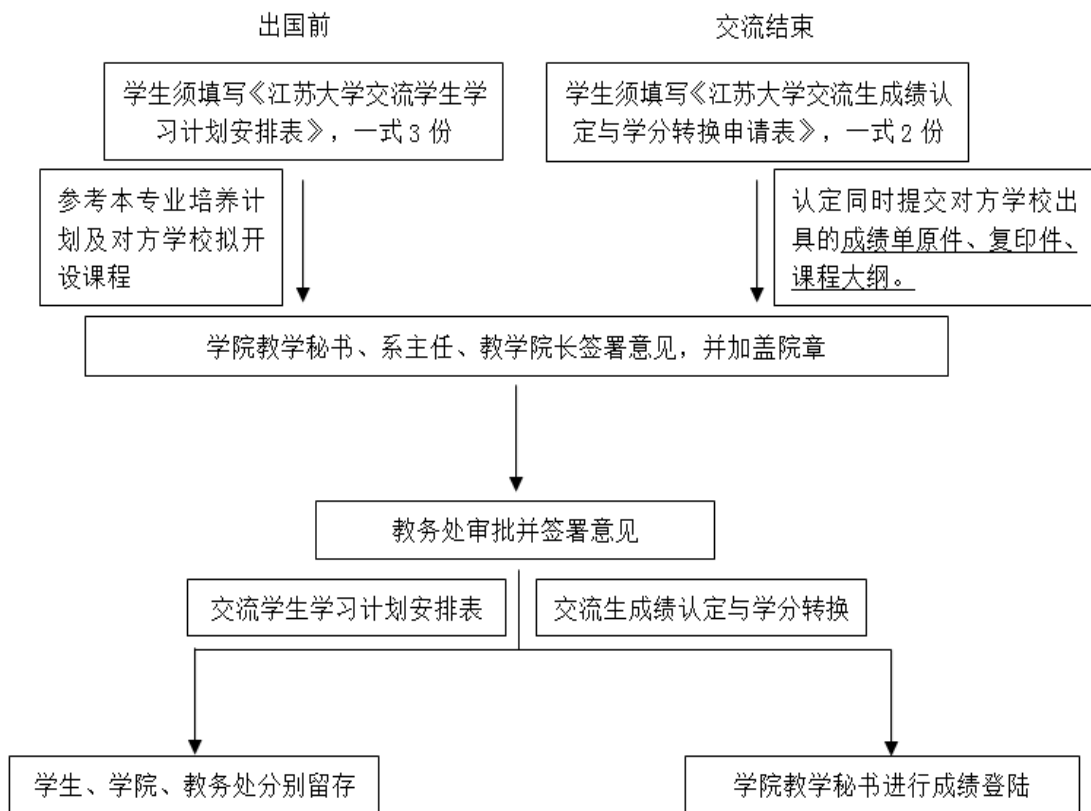 出国前
交流结束
学生须填写《江苏大学交流学生学
习计划安排表》，一式3份
学生须填写《江苏大学交流生成绩认
定与学分转换申请表》，一式2份
参考本专业培养计
划及对方学校拟开
设课程
认定同时提交对方学校出
具的成绩单原件、复印件、
课程大纲。
学院教学秘书、系主任、教学院长签署意见，并加盖院章
教务处审批并签署意见
交流学生学习计划安排表
交流生成绩认定与学分转换
学生、学院、教务处分别留存
学院教学秘书进行成绩登陆